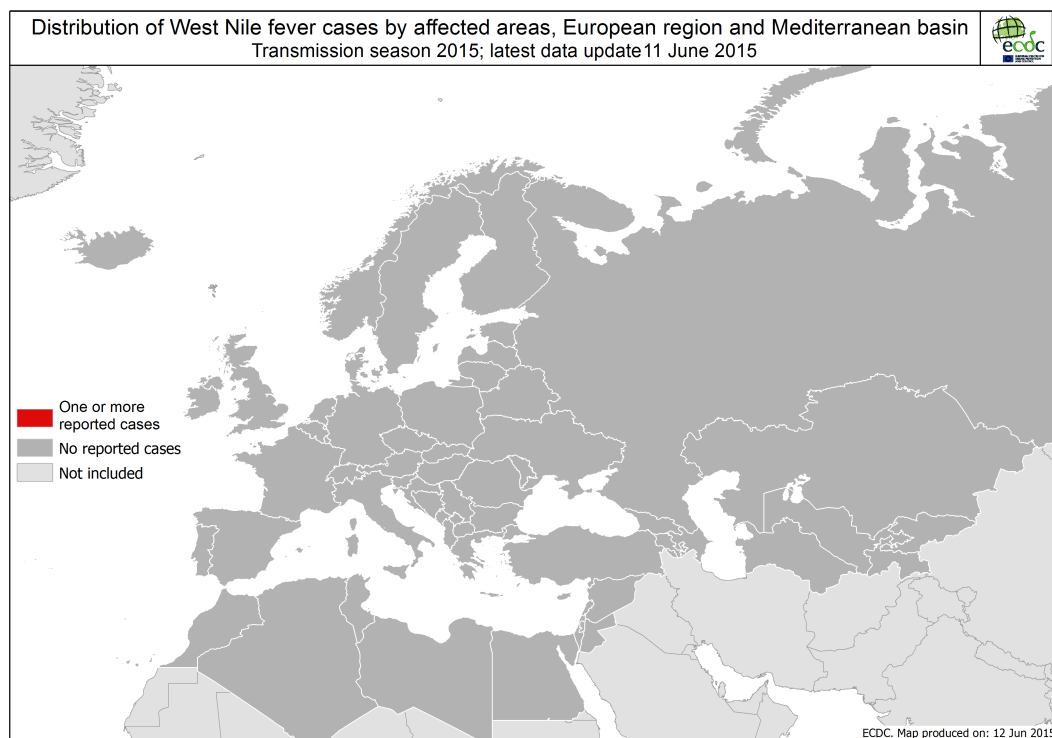 Distribution of West Nile fever cases by affected areas, European region and Mediterranean basin
Transmission season 2015; latest data update11 June 2015
ecdc
One or more
reported cases
No reported cases
Not included
ECDC. Map produced on: 12 Jun 2015